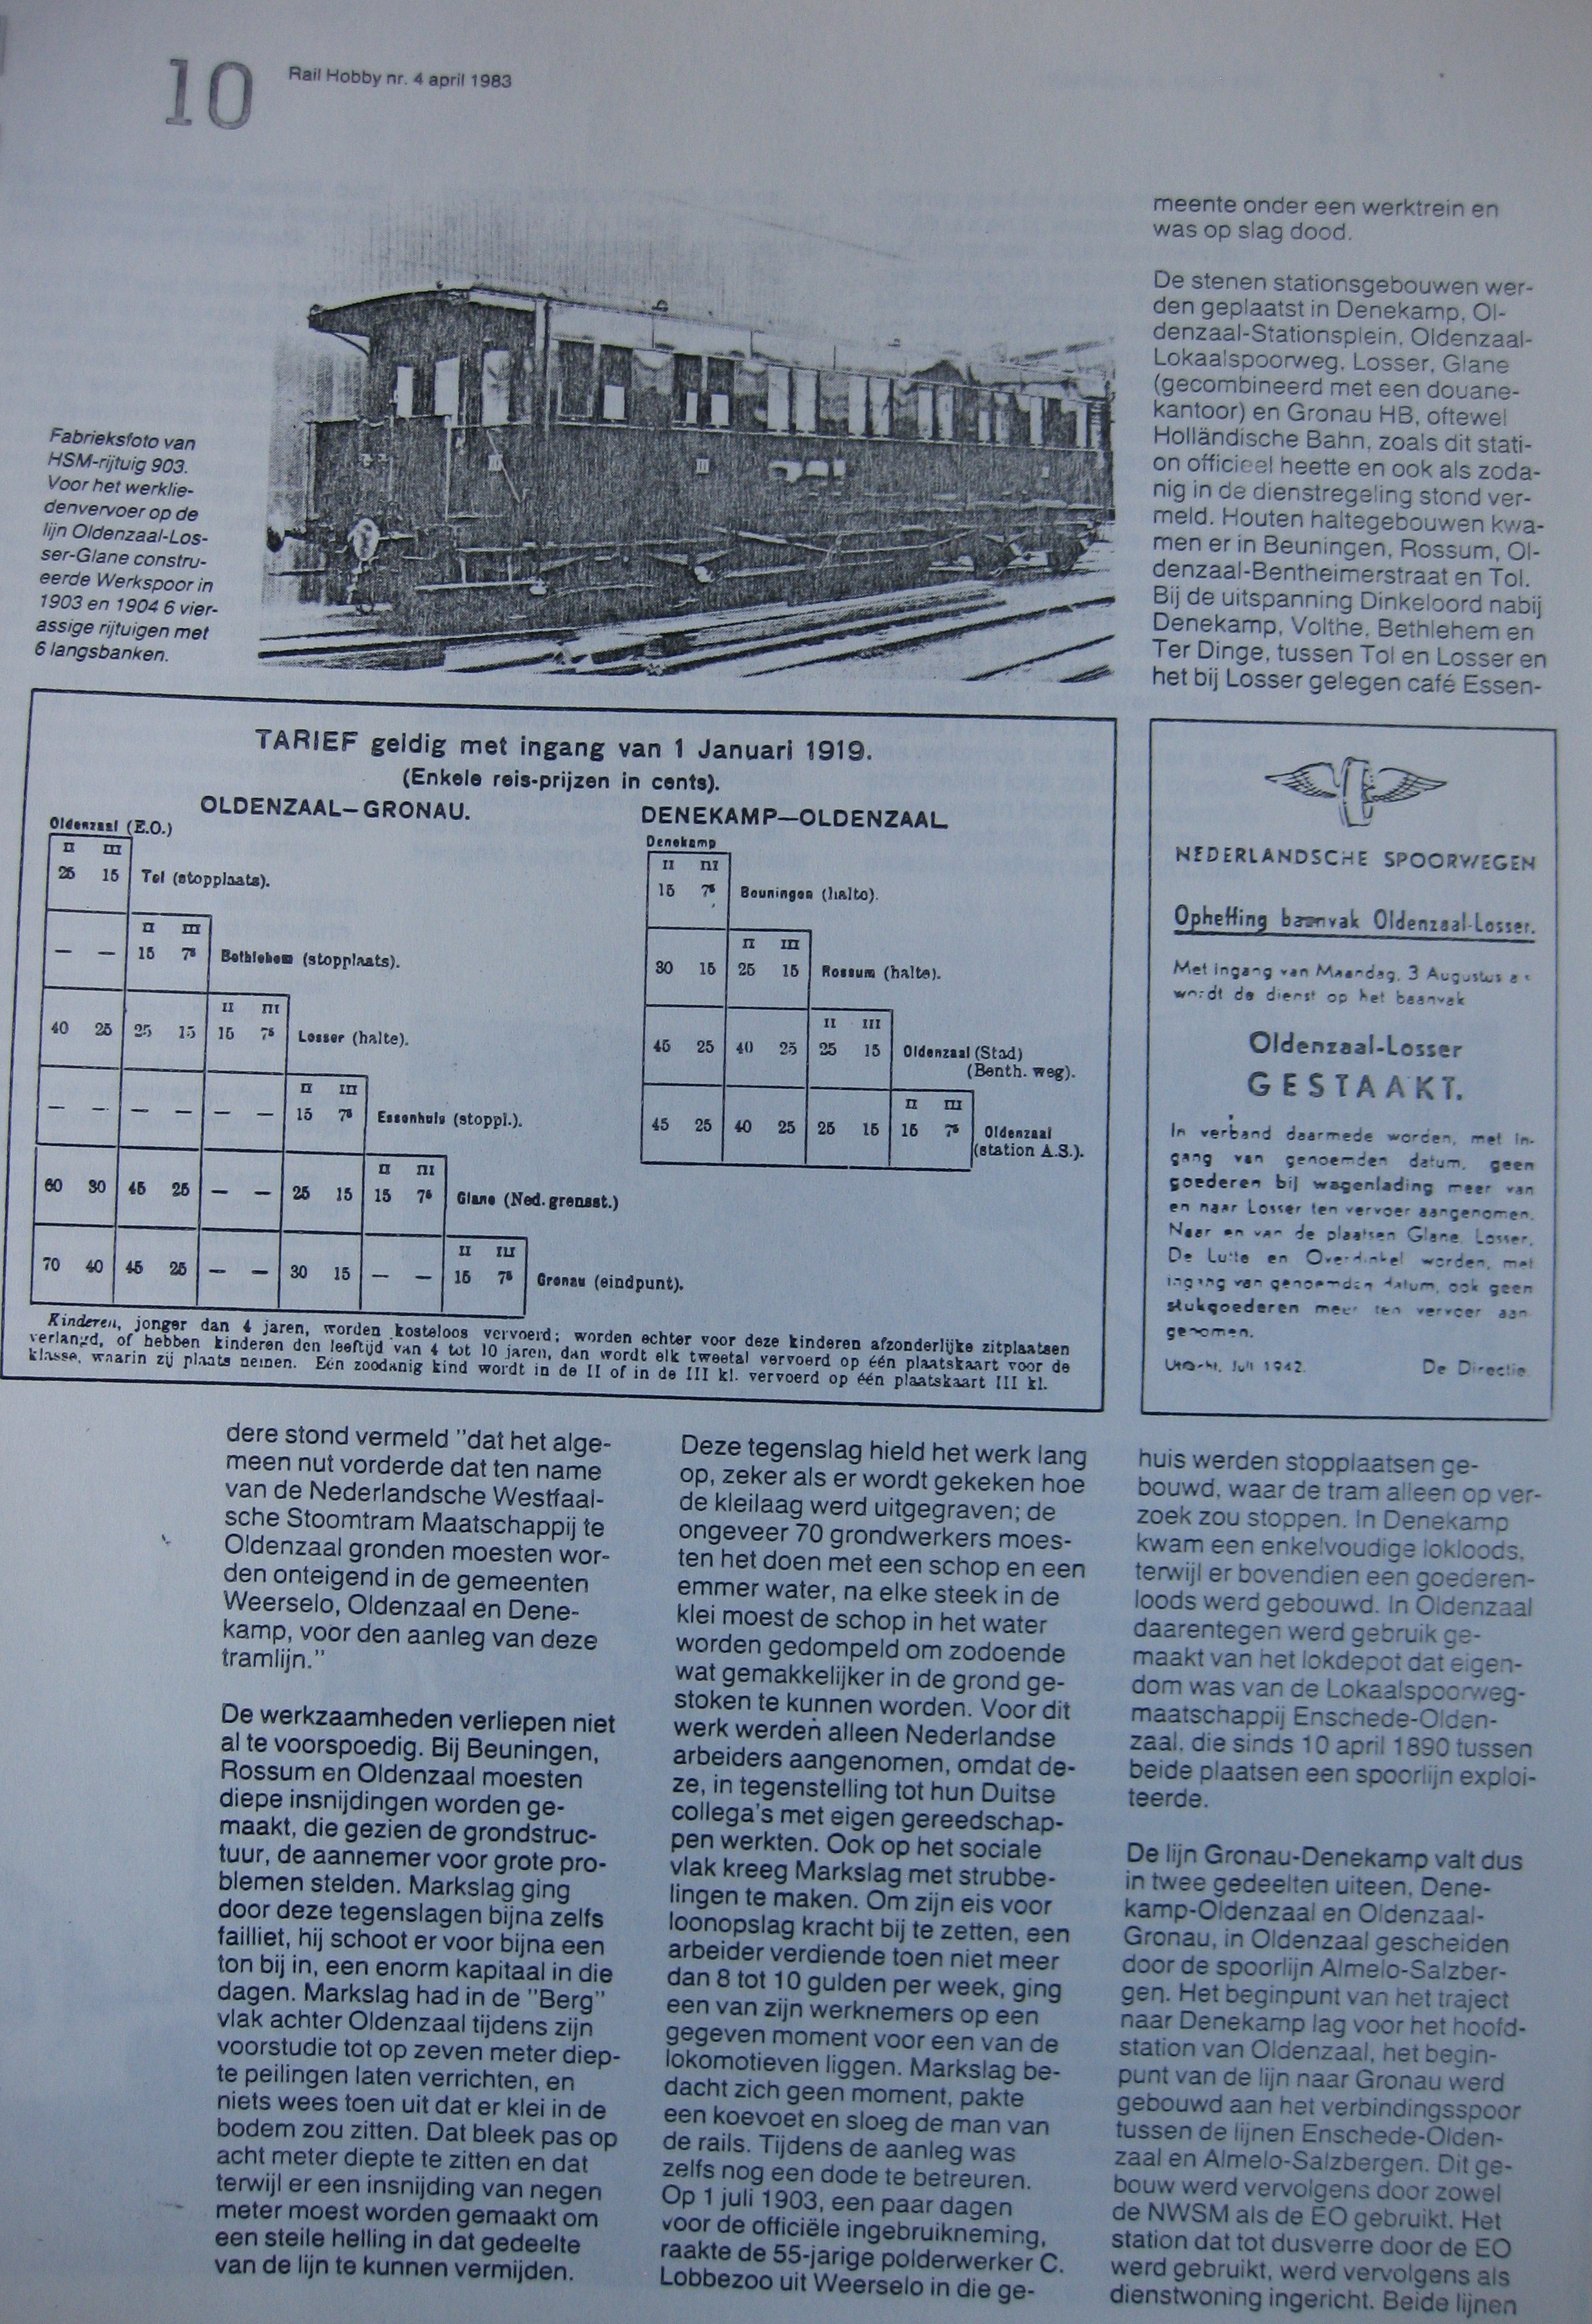 10
Rail Hobby nr. 4 april 1983
Fabrieksfoto van
HSM-rijtuig 903.
Voor het werklie-
denvervoer op de
lijn Oldenzaal-Los-
ser-Glane constru-
eerde Werkspoor in
1903 en 1904 6 vier-
assige rijtuigen met
6 langsbanken.
TARIEF geldig met ingang van 1 Januari 1919.
(Enkele reis-prijzen in cents).
OLDENZAAL—GRONAU.
Oldenzaal (E.O.)
II III
25 15 Tol (stopplaats).
II III
— — 15 7⁵ Bethlehem (stopplaats).
II III
40 25 25 15 15 7⁵ Losser (halte).
II III
— — — — — — 15 7⁵ Essenhuis (stoppl.).
II III
60 30 45 25 — — 25 15 15 7⁵ Glane (Ned. grensst.)
II III
70 40 45 25 — — 30 15 — — 15 7⁵ Gronau (eindpunt).
DENEKAMP—OLDENZAAL
Denekamp
II III
15 7⁵ Beuningen (halte).
II III
30 15 25 15 Rossum (halte).
II III
45 25 40 25 25 15 Oldenzaal (Stad)
(Benth. weg).
II III
45 25 40 25 25 15 15 7⁵ Oldenzaal
(station A.S.).
Kinderen, jonger dan 4 jaren, worden kosteloos vervoerd; worden echter voor deze kinderen afzonderlijke zitplaatsen
verlangd, of hebben kinderen den leeftijd van 4 tot 10 jaren, dan wordt elk tweetal vervoerd op één plaatskaart voor de
klasse, waarin zij plaats nemen. Een zoodanig kind wordt in de II of in de III kl. vervoerd op één plaatskaart III kl.
dere stond vermeld "dat het alge-
meen nut vorderde dat ten name
van de Nederlandsche Westfaal-
sche Stoomtram Maatschappij te
Oldenzaal gronden moesten wor-
den onteigend in de gemeenten
Weerselo, Oldenzaal en Dene-
kamp, voor den aanleg van deze
tramlijn."
De werkzaamheden verliepen niet
al te voorspoedig. Bij Beuningen,
Rossum en Oldenzaal moesten
diepe insnijdingen worden ge-
maakt, die gezien de grondstruc-
tuur, de aannemer voor grote pro-
blemen stelden. Markslag ging
door deze tegenslagen bijna zelfs
failliet, hij schoot er voor bijna een
ton bij in, een enorm kapitaal in die
dagen. Markslag had in de "Berg"
vlak achter Oldenzaal tijdens zijn
voorstudie tot op zeven meter diep-
te peilingen laten verrichten, en
niets wees toen uit dat er klei in de
bodem zou zitten. Dat bleek pas op
acht meter diepte te zitten en dat
terwijl er een insnijding van negen
meter moest worden gemaakt om
een steile helling in dat gedeelte
van de lijn te kunnen vermijden.
Deze tegenslag hield het werk lang
op, zeker als er wordt gekeken hoe
de kleilaag werd uitgegraven; de
ongeveer 70 grondwerkers moes-
ten het doen met een schop en een
emmer water, na elke steek in de
klei moest de schop in het water
worden gedompeld om zodoende
wat gemakkelijker in de grond ge-
stoken te kunnen worden. Voor dit
werk werden alleen Nederlandse
arbeiders aangenomen, omdat de-
ze, in tegenstelling tot hun Duitse
collega's met eigen gereedschap-
pen werkten. Ook op het sociale
vlak kreeg Markslag met strubbe-
lingen te maken. Om zijn eis voor
loonopslag kracht bij te zetten, een
arbeider verdiende toen niet meer
dan 8 tot 10 gulden per week, ging
een van zijn werknemers op een
gegeven moment voor een van de
lokomotieven liggen. Markslag be-
dacht zich geen moment, pakte
een koevoet en sloeg de man van
de rails. Tijdens de aanleg was
zelfs nog een dode te betreuren.
Op 1 juli 1903, een paar dagen
voor de officiële ingebruikneming,
raakte de 55-jarige polderwerker C.
Lobbezoo uit Weerselo in die ge-
meente onder een werktrein en
was op slag dood.
De stenen stationsgebouwen wer-
den geplaatst in Denekamp, Ol-
denzaal-Stationsplein, Oldenzaal-
Lokaalspoorweg, Losser, Glane
(gecombineerd met een douane-
kantoor) en Gronau HB, oftewel
Holländische Bahn, zoals dit stati-
on officieel heette en ook als zoda-
nig in de dienstregeling stond ver-
meld. Houten haltegebouwen kwa-
men er in Beuningen, Rossum, Ol-
denzaal-Bentheimerstraat en Tol.
Bij de uitspanning Dinkeloord nabij
Denekamp, Volthe, Bethlehem en
Ter Dinge, tussen Tol en Losser en
het bij Losser gelegen café Essen-
NEDERLANDSCHE SPOORWEGEN
Opheffing baanvak Oldenzaal-Losser.
Met ingang van Maandag, 3 Augustus a.s
wordt de dienst op het baanvak
Oldenzaal-Losser
GESTAAKT.
In verband daarmede worden, met in-
gang van genoemden datum, geen
goederen bij wagenlading meer van
en naar Losser ten vervoer aangenomen.
Naar en van de plaatsen Glane, Losser,
De Lutte en Overdinkel worden, met
ingang van genoemden datum, ook geen
stukgoederen meer ten vervoer aan
genomen.
Utrecht, Juli 1942. De Directie
huis werden stopplaatsen ge-
bouwd, waar de tram alleen op ver-
zoek zou stoppen. In Denekamp
kwam een enkelvoudige lokloods,
terwijl er bovendien een goederen-
loods werd gebouwd. In Oldenzaal
daarentegen werd gebruik ge-
maakt van het lokdepot dat eigen-
dom was van de Lokaalspoorweg-
maatschappij Enschede-Olden-
zaal, die sinds 10 april 1890 tussen
beide plaatsen een spoorlijn exploi-
teerde.
De lijn Gronau-Denekamp valt dus
in twee gedeelten uiteen, Dene-
kamp-Oldenzaal en Oldenzaal-
Gronau, in Oldenzaal gescheiden
door de spoorlijn Almelo-Salzber-
gen. Het beginpunt van het traject
naar Denekamp lag voor het hoofd-
station van Oldenzaal, het begin-
punt van de lijn naar Gronau werd
gebouwd aan het verbindingsspoor
tussen de lijnen Enschede-Olden-
zaal en Almelo-Salzbergen. Dit ge-
bouw werd vervolgens door zowel
de NWSM als de EO gebruikt. Het
station dat tot dusverre door de EO
werd gebruikt, werd vervolgens als
dienstwoning ingericht. Beide lijnen